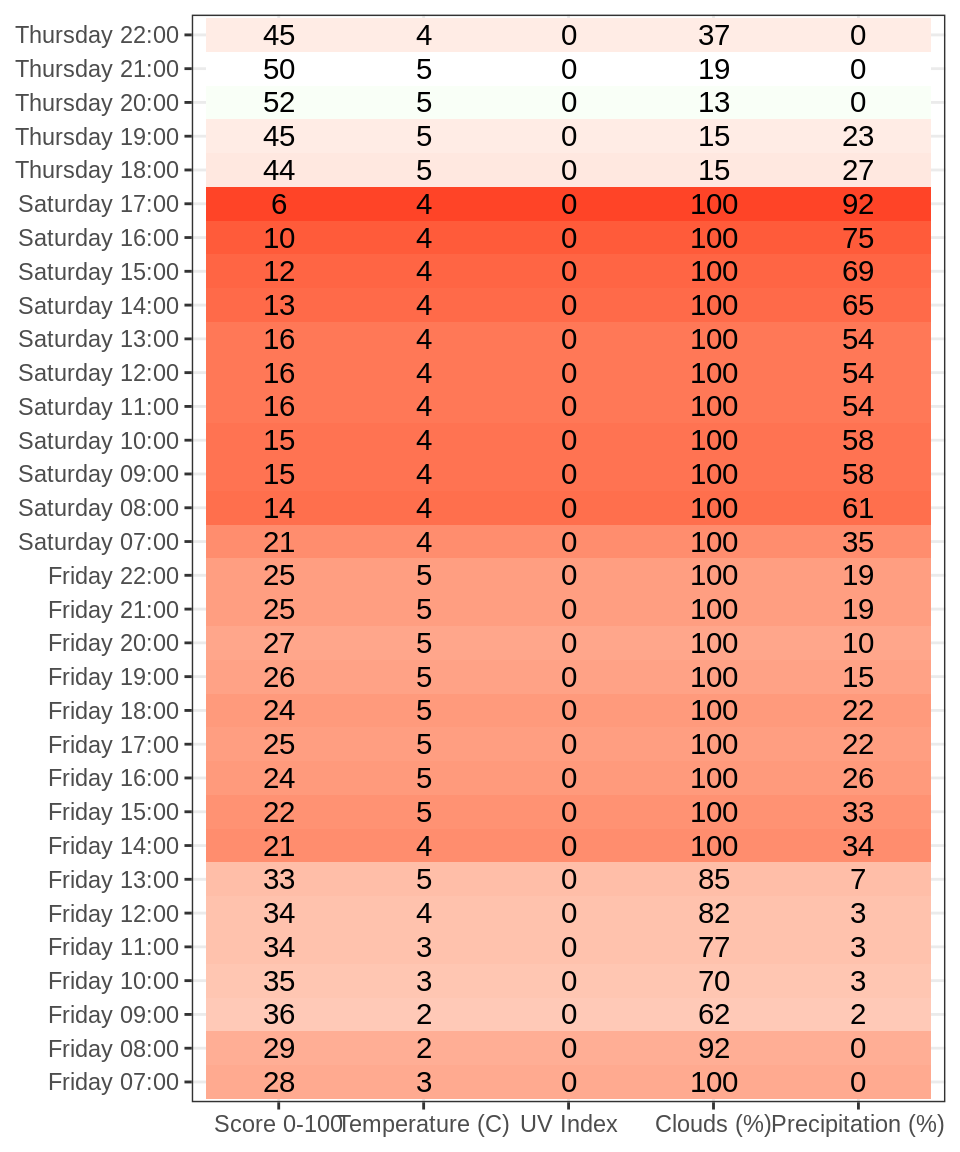 Thursday 22:00 45 4 0 37 0
Thursday 21:00 50 5 0 19 0
Thursday 20:00 52 5 0 13 0
Thursday 19:00 45 5 0 15 23
Thursday 18:00 44 5 0 15 27
Saturday 17:00 6 4 0 100 92
Saturday 16:00 10 4 0 100 75
Saturday 15:00 12 4 0 100 69
Saturday 14:00 13 4 0 100 65
Saturday 13:00 16 4 0 100 54
Saturday 12:00 16 4 0 100 54
Saturday 11:00 16 4 0 100 54
Saturday 10:00 15 4 0 100 58
Saturday 09:00 15 4 0 100 58
Saturday 08:00 14 4 0 100 61
Saturday 07:00 21 4 0 100 35
Friday 22:00 25 5 0 100 19
Friday 21:00 25 5 0 100 19
Friday 20:00 27 5 0 100 10
Friday 19:00 26 5 0 100 15
Friday 18:00 24 5 0 100 22
Friday 17:00 25 5 0 100 22
Friday 16:00 24 5 0 100 26
Friday 15:00 22 5 0 100 33
Friday 14:00 21 4 0 100 34
Friday 13:00 33 5 0 85 7
Friday 12:00 34 4 0 82 3
Friday 11:00 34 3 0 77 3
Friday 10:00 35 3 0 70 3
Friday 09:00 36 2 0 62 2
Friday 08:00 29 2 0 92 0
Friday 07:00 28 3 0 100 0
Score 0-100 Temperature (C) UV Index Clouds (%) Precipitation (%)